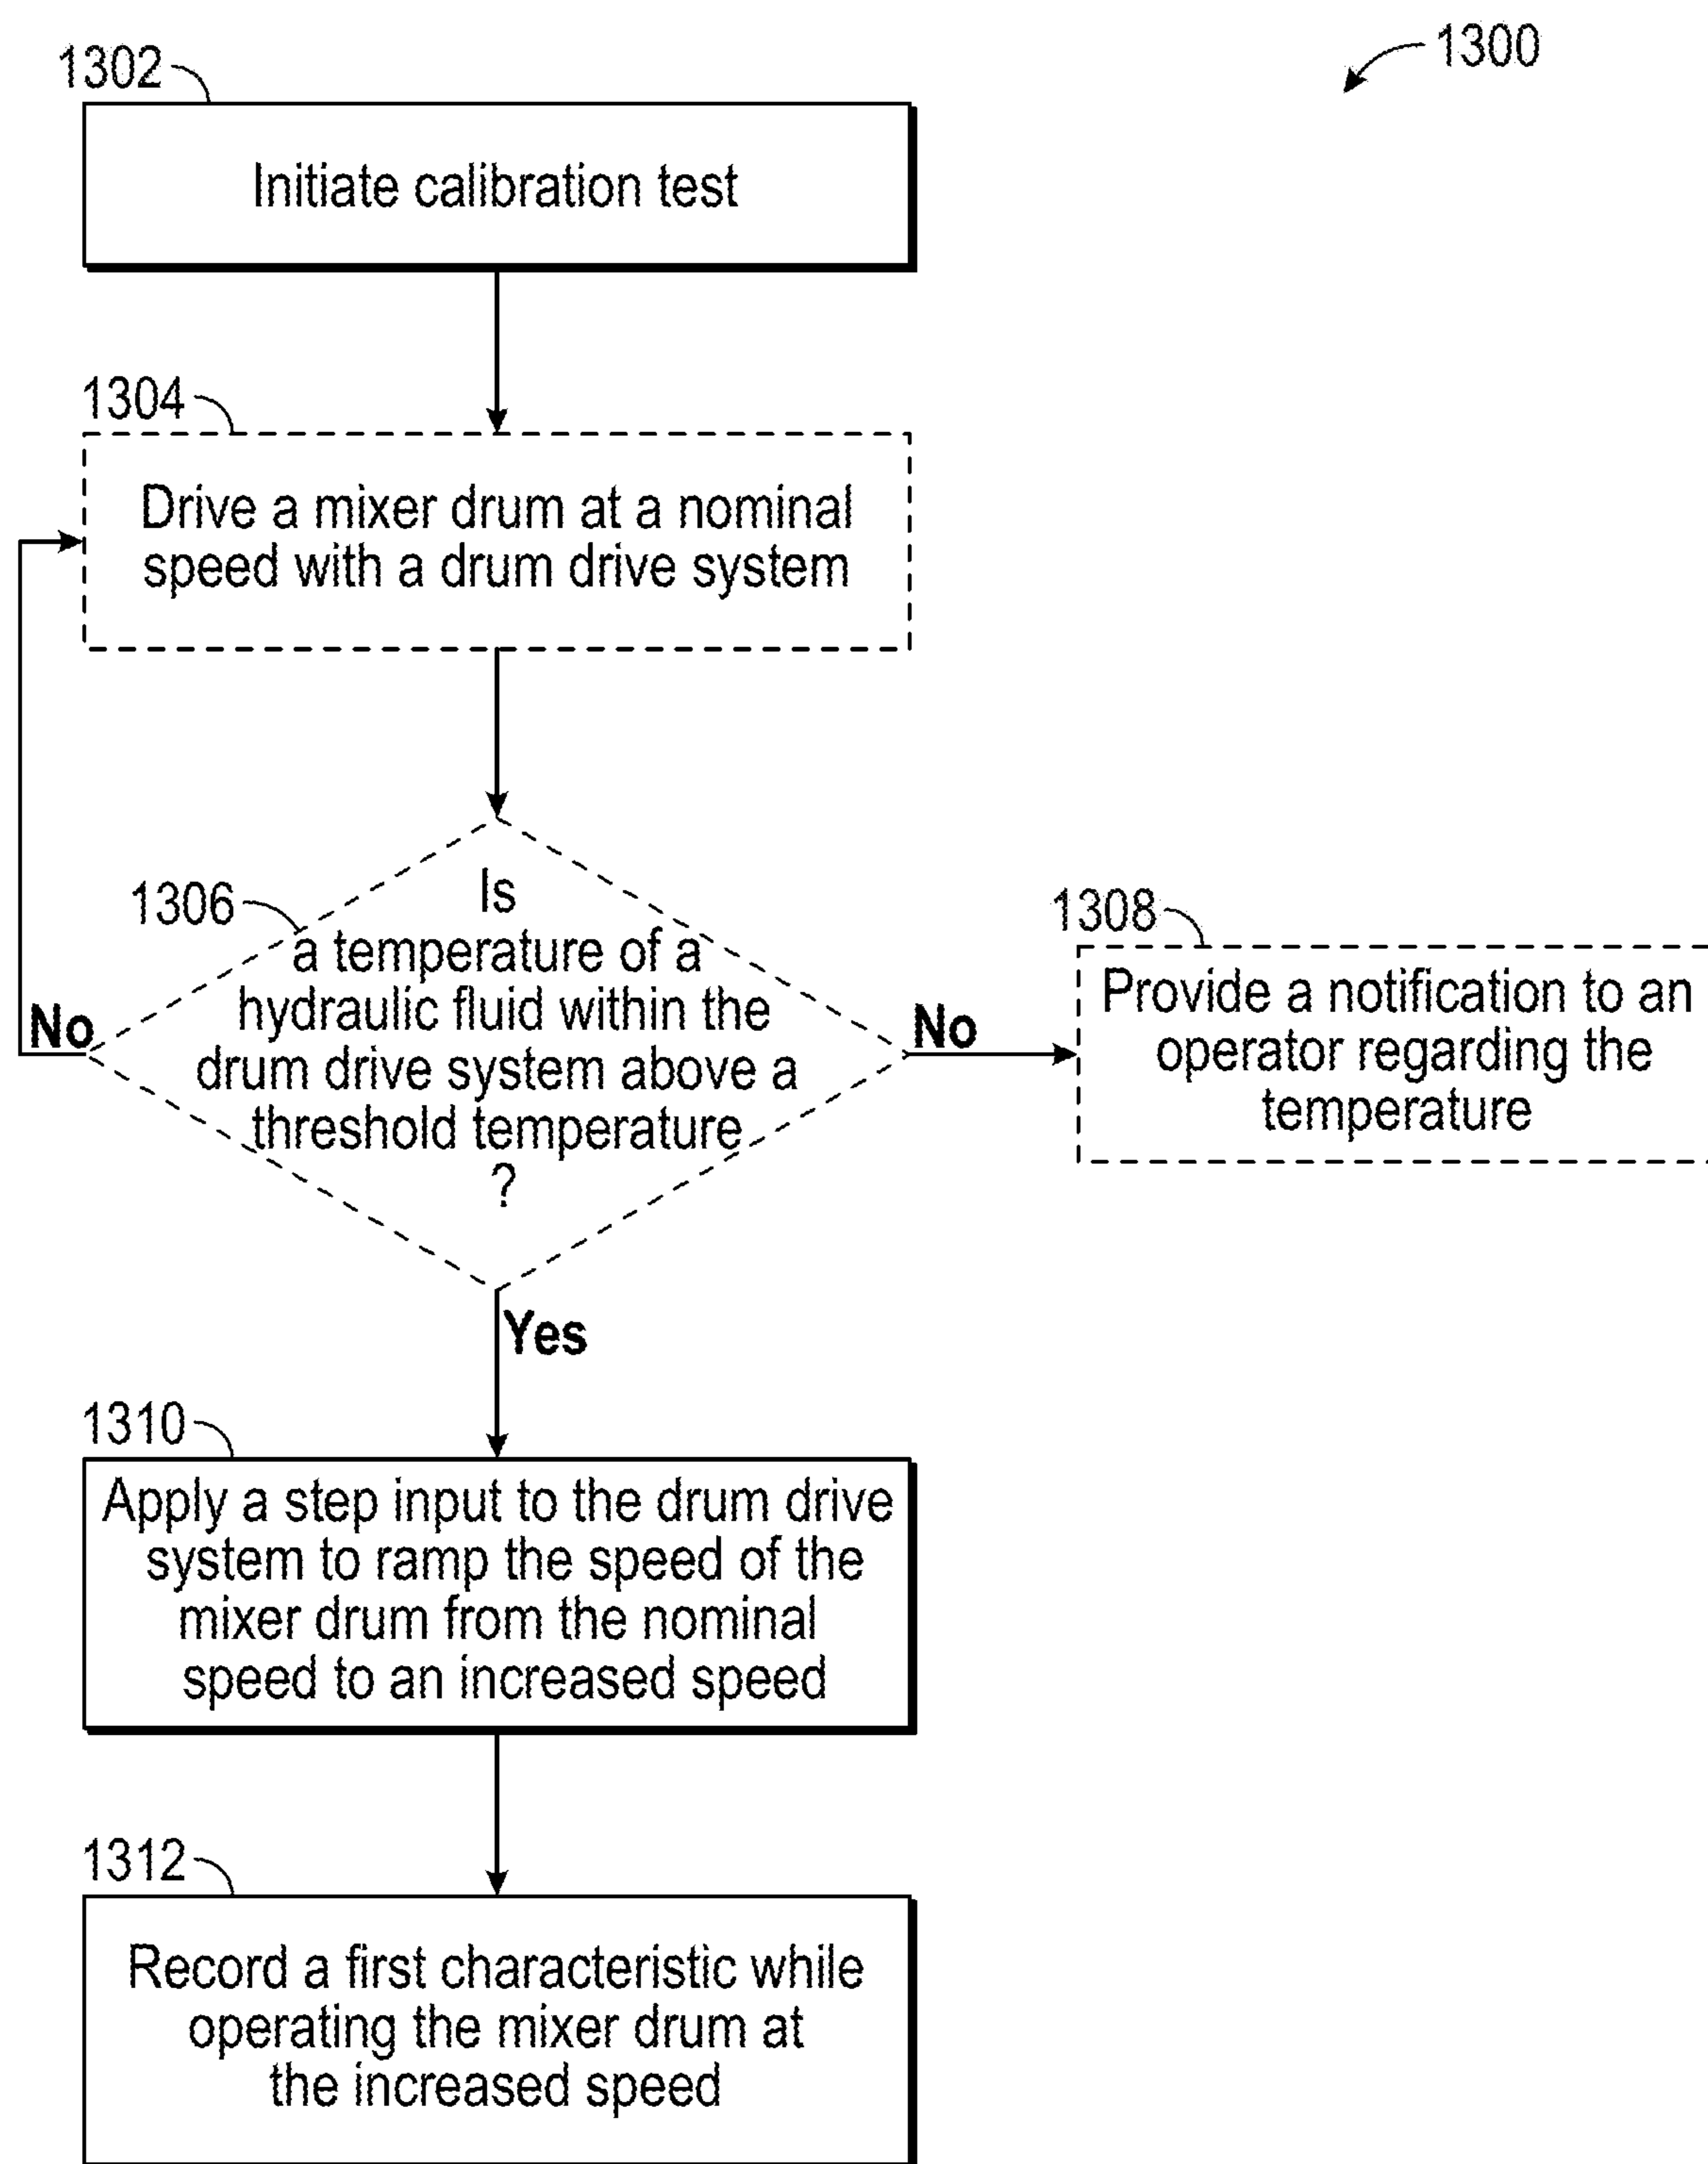 1300
1302
Initiate calibration test
1304
Drive a mixer drum at a nominal
speed with a drum drive system
1306
Is
a temperature of a
hydraulic fluid within the
drum drive system above a
threshold temperature
?
No
No
1308
Provide a notification to an
operator regarding the
temperature
Yes
1310
Apply a step input to the drum drive
system to ramp the speed of the
mixer drum from the nominal
speed to an increased speed
1312
Record a first characteristic while
operating the mixer drum at
the increased speed